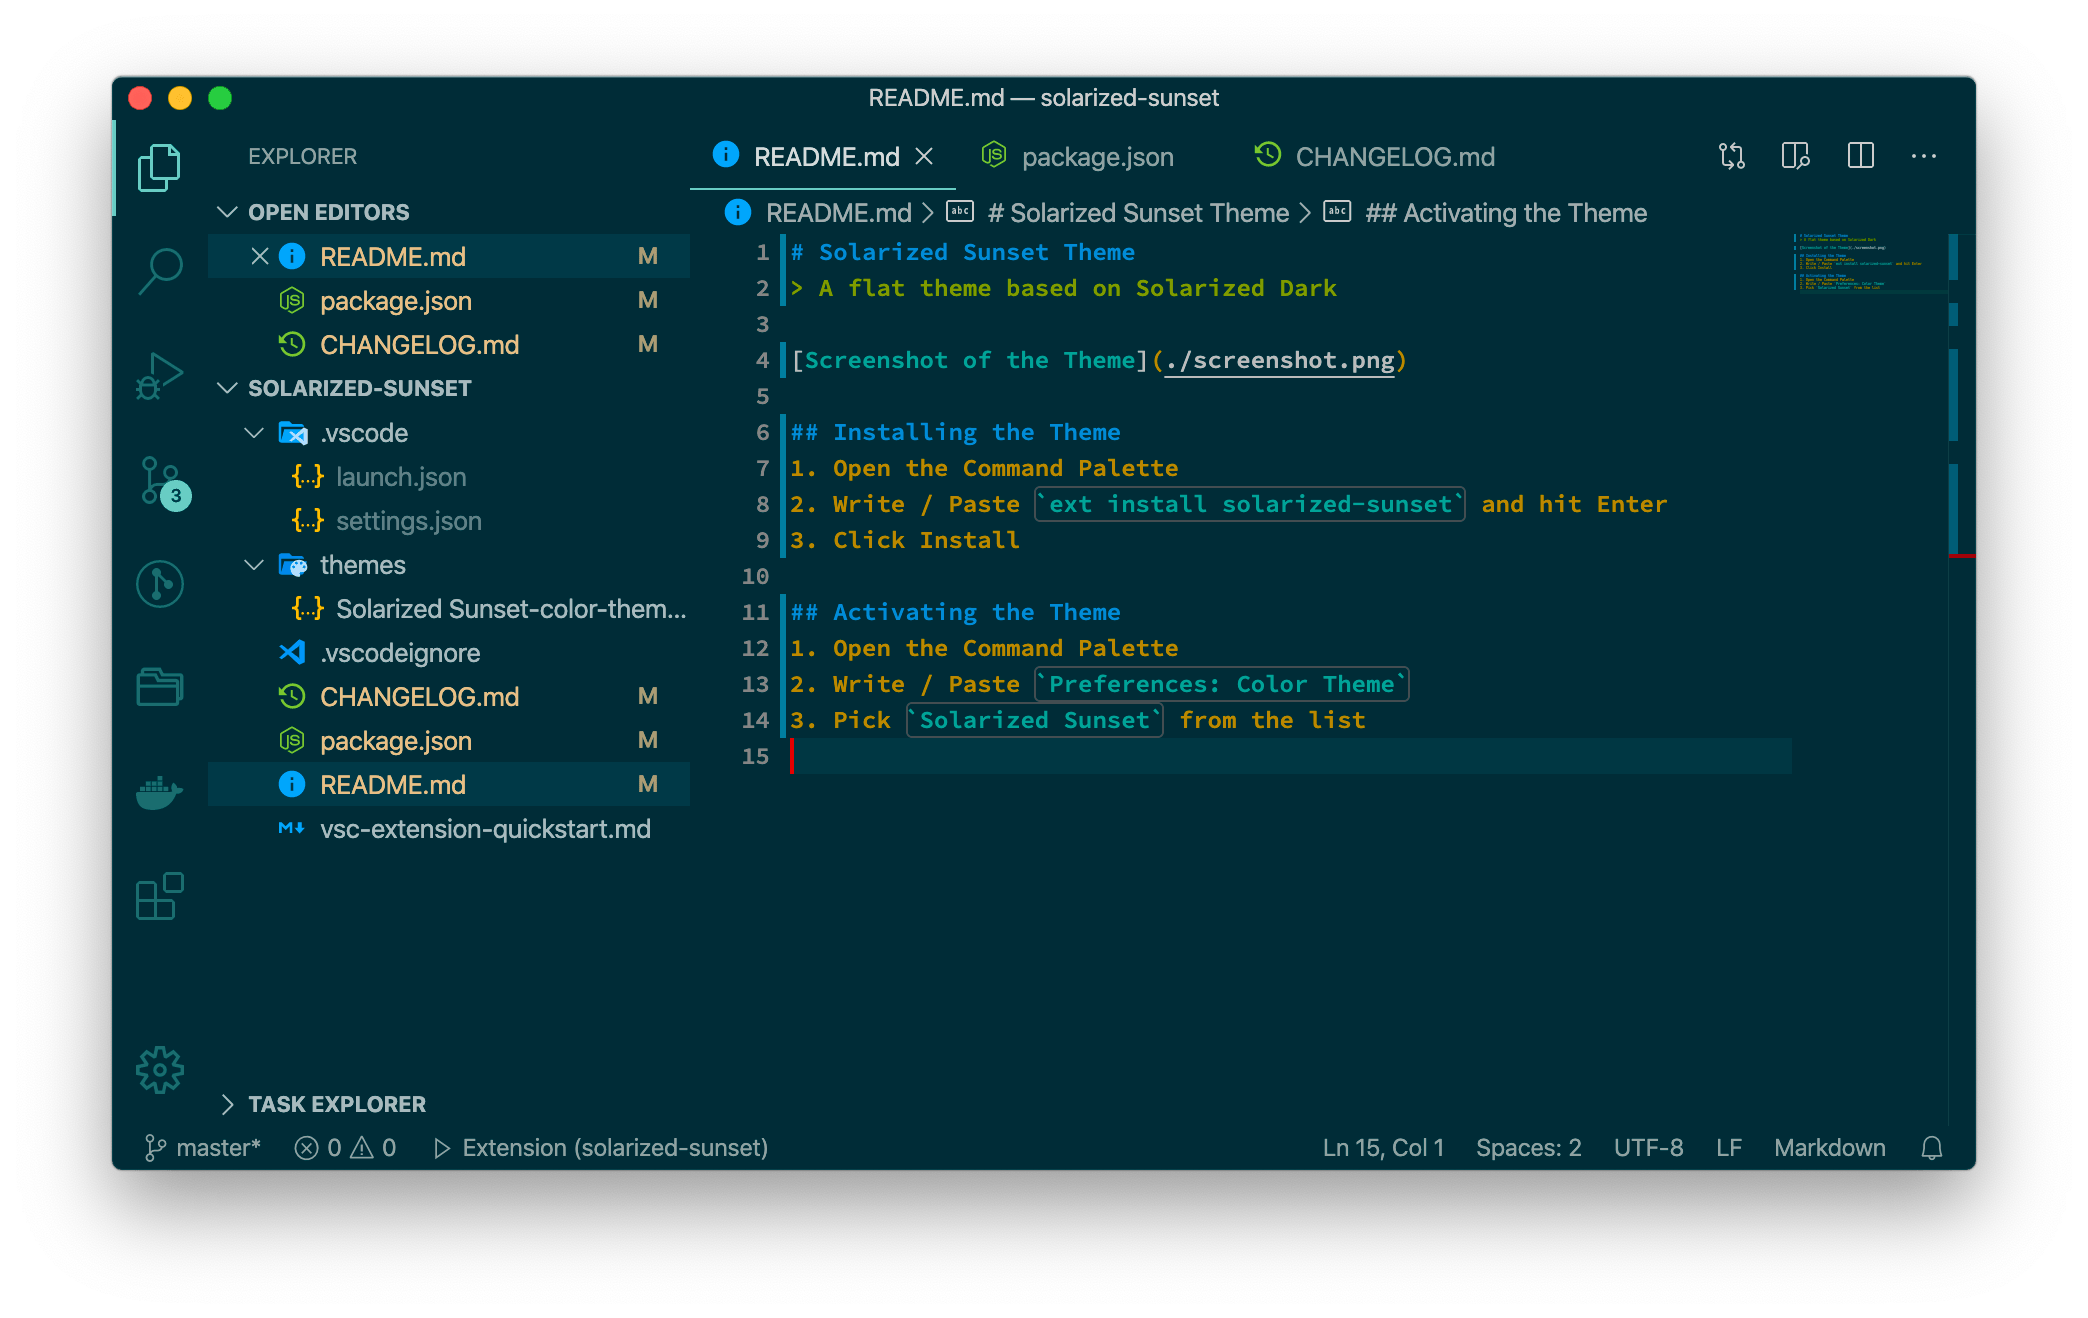 README.md — solarized-sunset
EXPLORER
OPEN EDITORS
README.md M
package.json M
CHANGELOG.md M
SOLARIZED-SUNSET
.vscode
{..} launch.json
{..} settings.json
themes
{..} Solarized Sunset-color-them...
.vscodeignore
CHANGELOG.md M
package.json M
README.md M
vsc-extension-quickstart.md
TASK EXPLORER
3
README.md package.json CHANGELOG.md
README.md > # Solarized Sunset Theme > ## Activating the Theme
1 # Solarized Sunset Theme
2 > A flat theme based on Solarized Dark
3
4 [Screenshot of the Theme](./screenshot.png)
5
6 ## Installing the Theme
7 1. Open the Command Palette
8 2. Write / Paste `ext install solarized-sunset` and hit Enter
9 3. Click Install
10
11 ## Activating the Theme
12 1. Open the Command Palette
13 2. Write / Paste `Preferences: Color Theme`
14 3. Pick `Solarized Sunset` from the list
15
master* 0 0 Extension (solarized-sunset) Ln 15, Col 1 Spaces: 2 UTF-8 LF Markdown